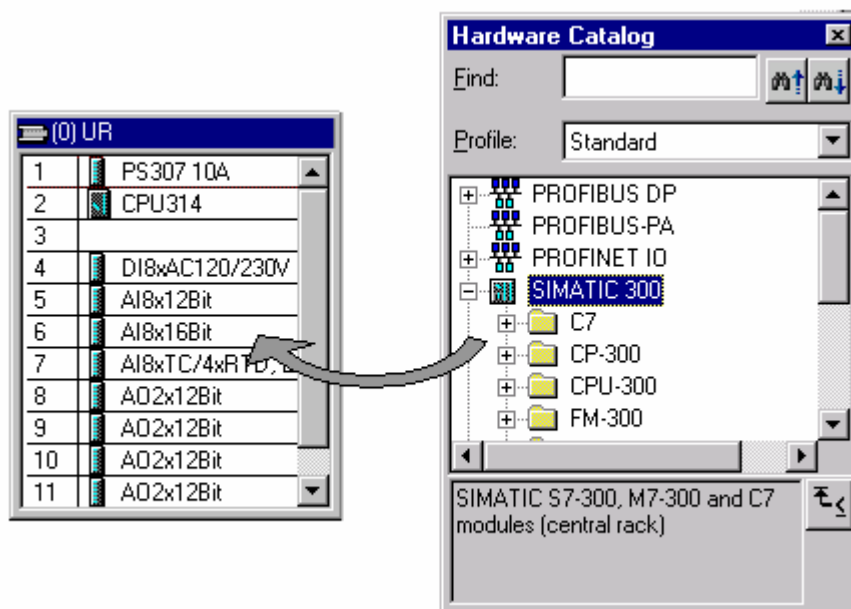 (0) UR
1 PS307 10A
2 CPU314
3
4 DI8xAC120/230V
5 AI8x12Bit
6 AI8x16Bit
7 AI8xTC/4xRTD,
8 AO2x12Bit
9 AO2x12Bit
10 AO2x12Bit
11 AO2x12Bit
Hardware Catalog
Find:
Profile: Standard
PROFIBUS DP
PROFIBUS-PA
PROFINET IO
SIMATIC 300
C7
CP-300
CPU-300
FM-300
SIMATIC S7-300, M7-300 and C7
modules (central rack)